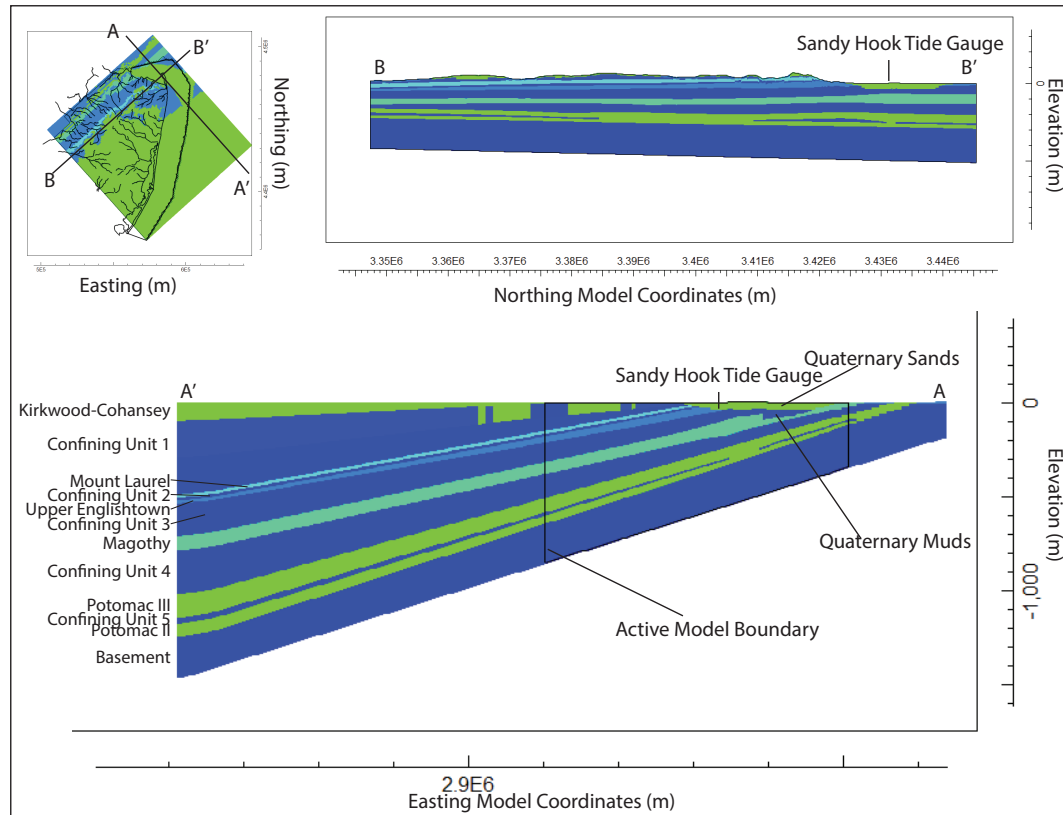 A
B'
B
A'
Northing (m)
4.4E6
6E5
Easting (m)
B
Sandy Hook Tide Gauge
B'
0
Elevation (m)
3.35E6 3.36E6 3.37E6 3.38E6 3.39E6 3.4E6 3.41E6 3.42E6 3.43E6 3.44E6
Northing Model Coordinates (m)
Quaternary Sands
Sandy Hook Tide Gauge
A'
A
Kirkwood-Cohansey
Confining Unit 1
Mount Laurel
Confining Unit 2
Upper Englishtown
Confining Unit 3
Magothy
Confining Unit 4
Potomac III
Confining Unit 5
Potomac II
Basement
Quaternary Muds
Active Model Boundary
0
Elevation (m)
-1,000
2.9E6
Easting Model Coordinates (m)